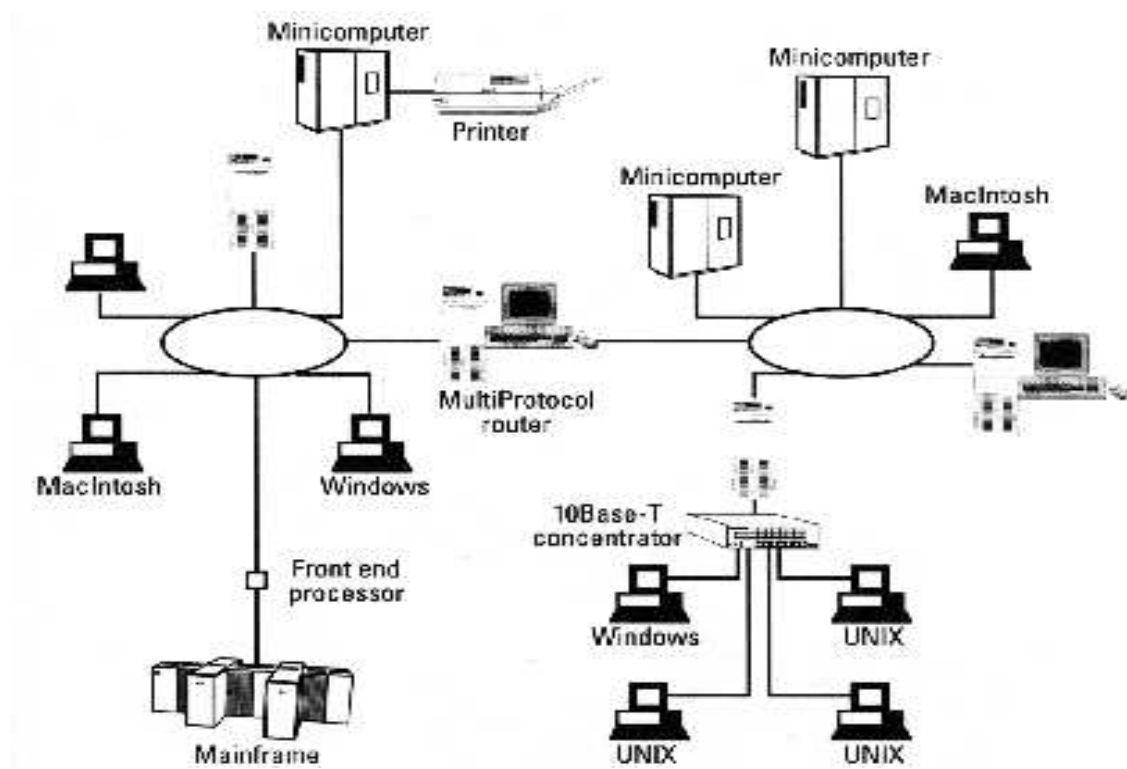 Minicomputer
Minicomputer
Printer
Minicomputer
MacIntosh
MultiProtocol
router
MacIntosh
Windows
10Base-T
concentrator
Front end
processor
Windows
UNIX
Mainframe
UNIX
UNIX